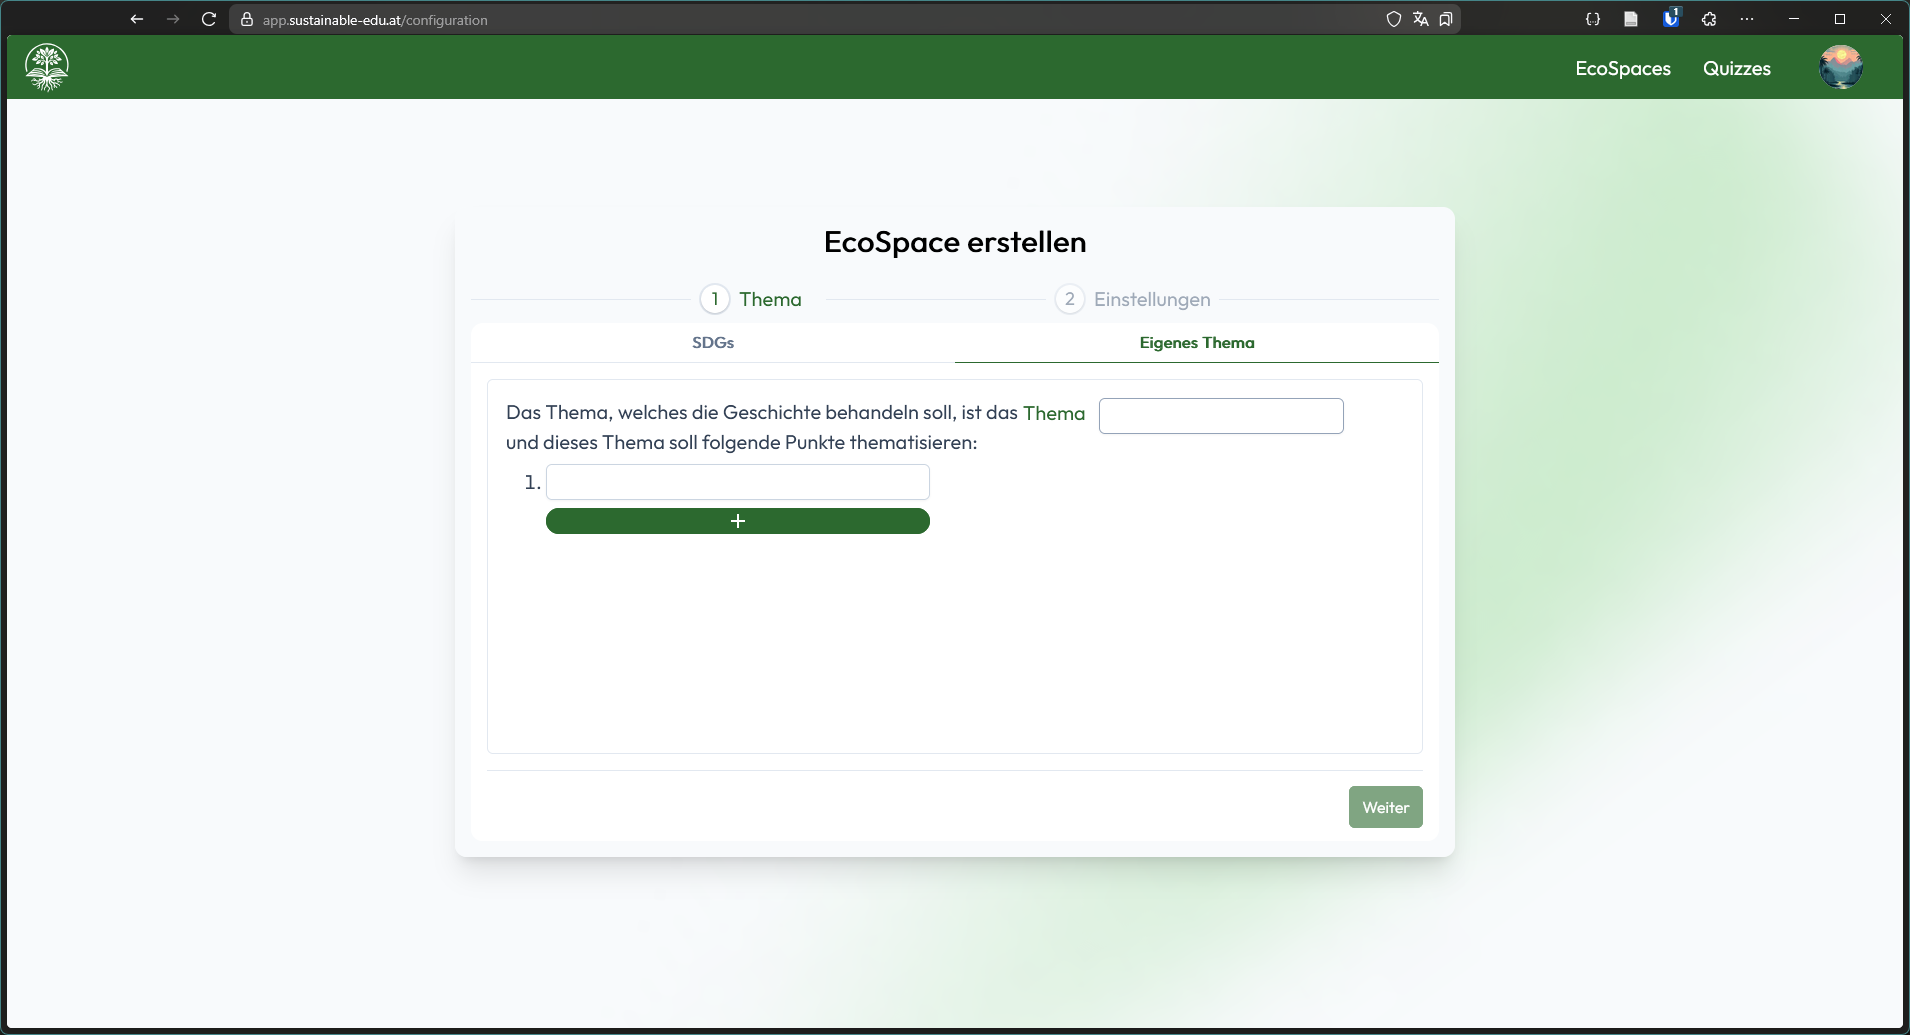 app.sustainable-edu.at/configuration
1
EcoSpaces
Quizzes
EcoSpace erstellen
1 Thema
2 Einstellungen
SDGs
Eigenes Thema
Das Thema, welches die Geschichte behandeln soll, ist das Thema
und dieses Thema soll folgende Punkte thematisieren:
1.
+
Weiter